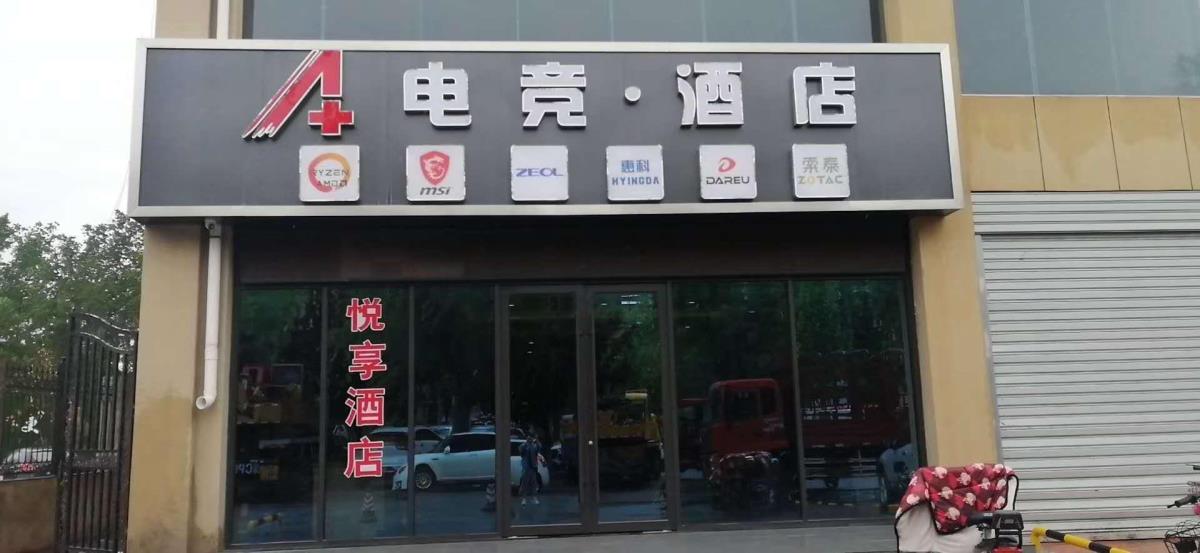 A+ 电竞·酒店
RYZEN
AMD
msi
ZEOL
惠科
HYINGDA
DAREU
索泰
ZOTAC
悦享酒店